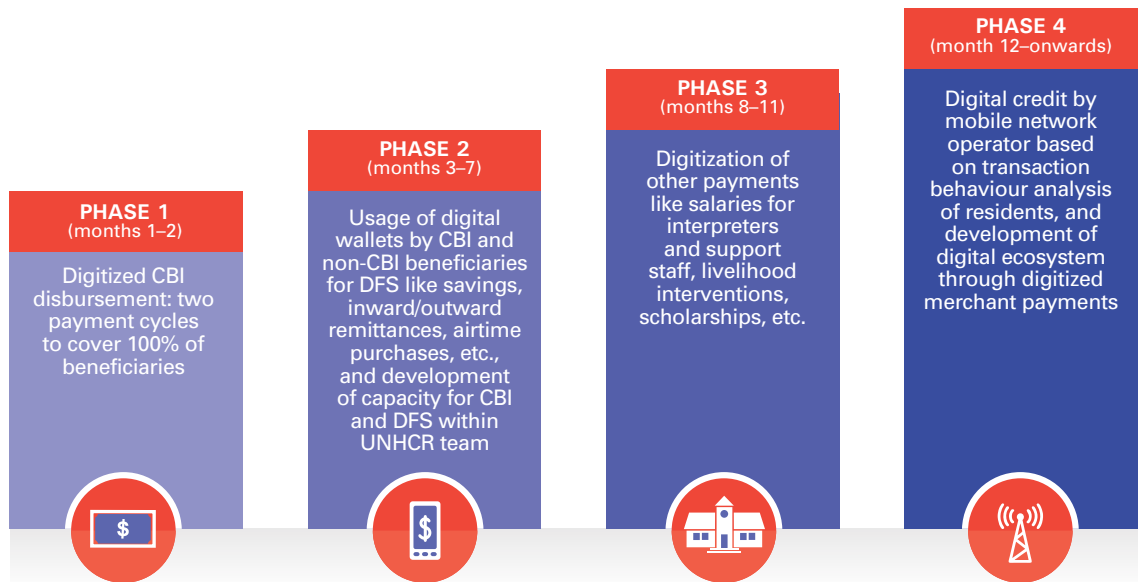 PHASE 1
(months 1–2)
Digitized CBI
disbursement: two
payment cycles
to cover 100% of
beneficiaries
$
PHASE 2
(months 3–7)
Usage of digital
wallets by CBI and
non-CBI beneficiaries
for DFS like savings,
inward/outward
remittances, airtime
purchases, etc.,
and development
of capacity for CBI
and DFS within
UNHCR team
$
PHASE 3
(months 8–11)
Digitization of
other payments
like salaries for
interpreters
and support
staff, livelihood
interventions,
scholarships, etc.
PHASE 4
(month 12–onwards)
Digital credit by
mobile network
operator based
on transaction
behaviour analysis
of residents, and
development of
digital ecosystem
through digitized
merchant payments